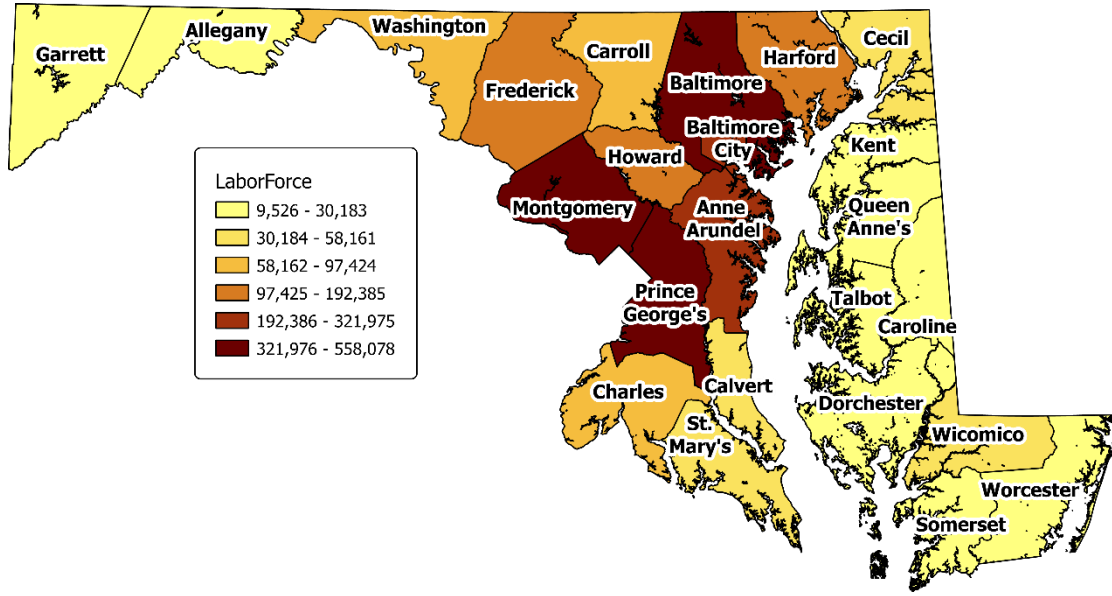 Garrett
Allegany
Washington
Frederick
Carroll
Baltimore
Harford
Cecil
Baltimore
City
Howard
Kent
Montgomery
Anne
Arundel
Queen
Anne's
Prince
George's
Talbot
Caroline
Charles
Calvert
Dorchester
St.
Mary's
Wicomico
Worcester
Somerset
LaborForce
9,526 - 30,183
30,184 - 58,161
58,162 - 97,424
97,425 - 192,385
192,386 - 321,975
321,976 - 558,078